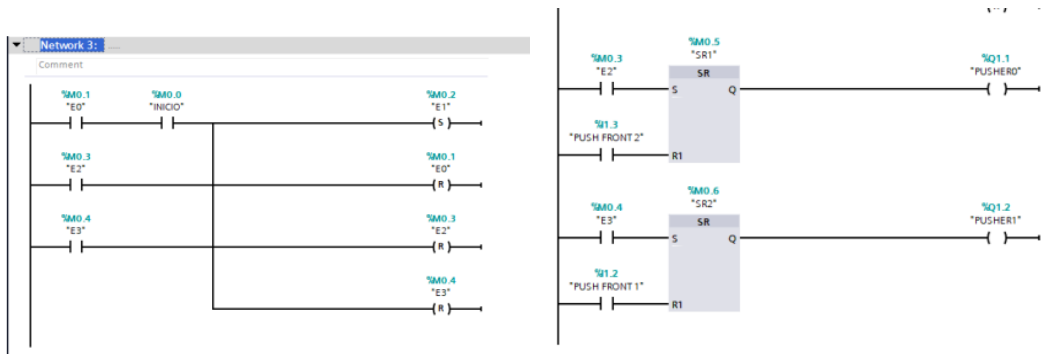 Network 3: .....
Comment
%M0.1 %M0.0 %M0.2
"E0" "INICIO" "E1"
S
%M0.3 %M0.1
"E2" "E0"
R
%M0.4 %M0.3
"E3" "E2"
R
%M0.4
"E3"
R
%M0.5
%M0.3 "SR1" %Q1.1
"E2" SR "PUSHER0"
S Q
%I1.3
"PUSH FRONT 2"
R1
%M0.6
%M0.4 "SR2" %Q1.2
"E3" SR "PUSHER1"
S Q
%I1.2
"PUSH FRONT 1"
R1